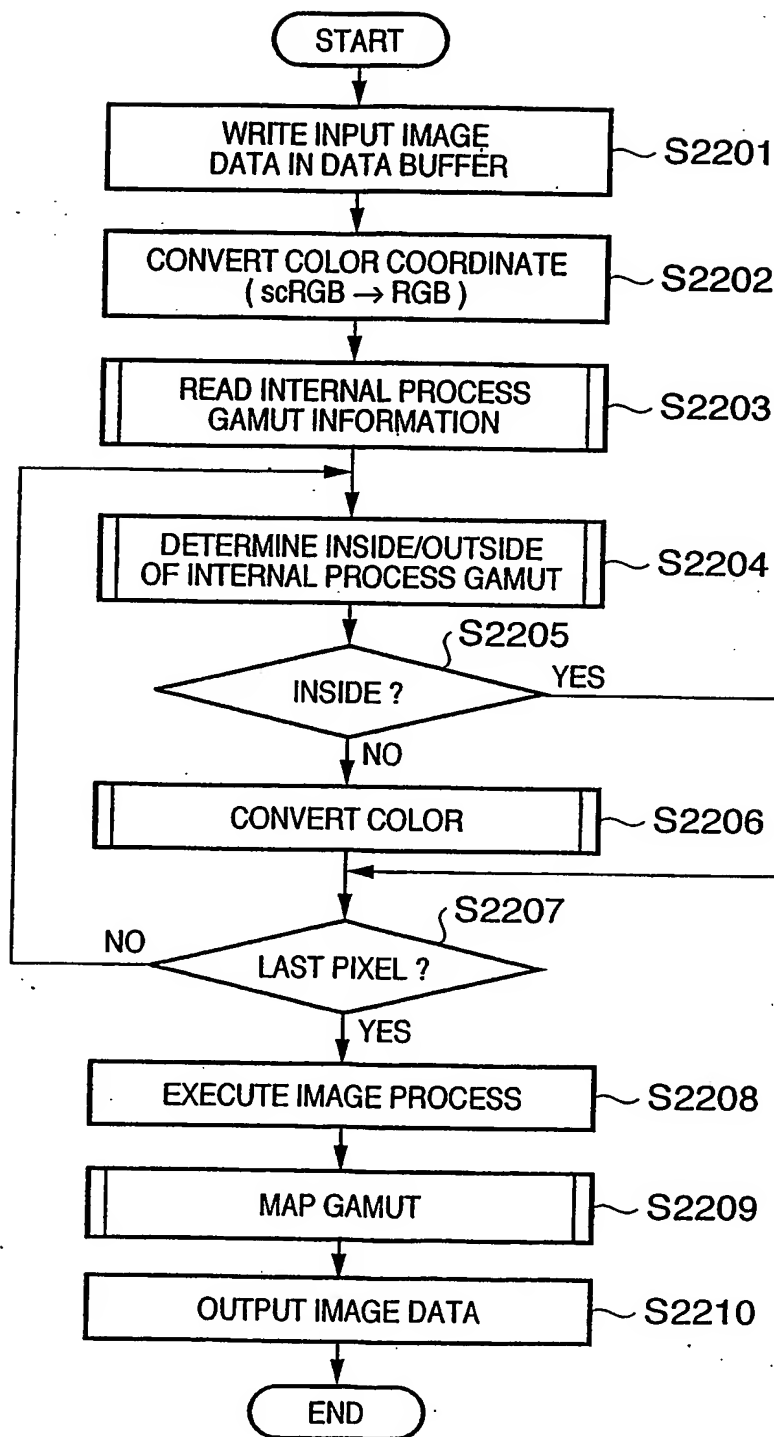 START
WRITE INPUT IMAGE
DATA IN DATA BUFFER
S2201
CONVERT COLOR COORDINATE
( scRGB → RGB )
S2202
READ INTERNAL PROCESS
GAMUT INFORMATION
S2203
DETERMINE INSIDE/OUTSIDE
OF INTERNAL PROCESS GAMUT
S2204
S2205
INSIDE ?
YES
NO
CONVERT COLOR
S2206
S2207
NO
LAST PIXEL ?
YES
EXECUTE IMAGE PROCESS
S2208
MAP GAMUT
S2209
OUTPUT IMAGE DATA
S2210
END